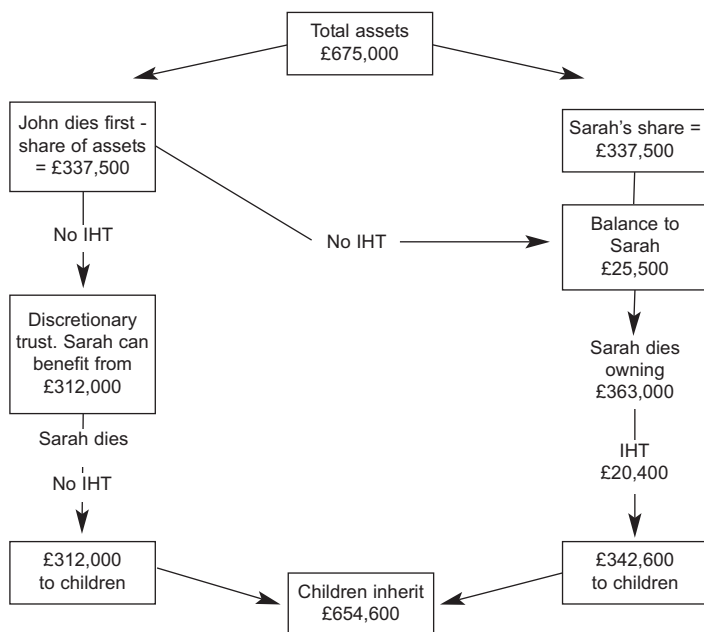 Total assets
£675,000
John dies first -
share of assets
= £337,500
Sarah's share =
£337,500
No IHT
No IHT
Balance to
Sarah
£25,500
Discretionary
trust. Sarah can
benefit from
£312,000
Sarah dies
owning
£363,000
Sarah dies
No IHT
IHT
£20,400
£312,000
to children
Children inherit
£654,600
£342,600
to children